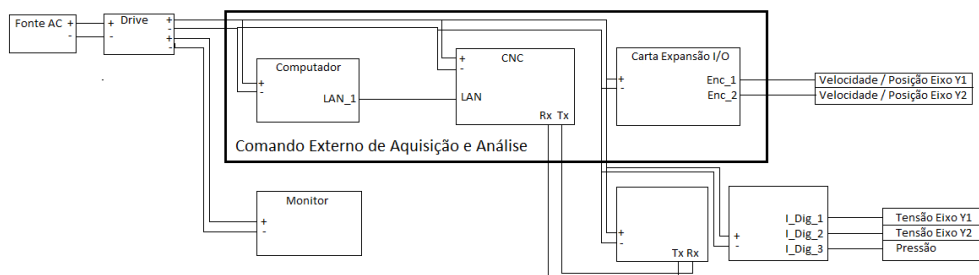 Fonte AC
+
-
+
-
Drive
+
-
+
-
Computador
+
-
LAN_1
CNC
+
-
LAN
Rx Tx
Carta Expansão I/O
+
-
Enc_1
Enc_2
Velocidade / Posição Eixo Y1
Velocidade / Posição Eixo Y2
Comando Externo de Aquisição e Análise
Monitor
+
-
+
-
Tx Rx
+
-
I_Dig_1
I_Dig_2
I_Dig_3
Tensão Eixo Y1
Tensão Eixo Y2
Pressão